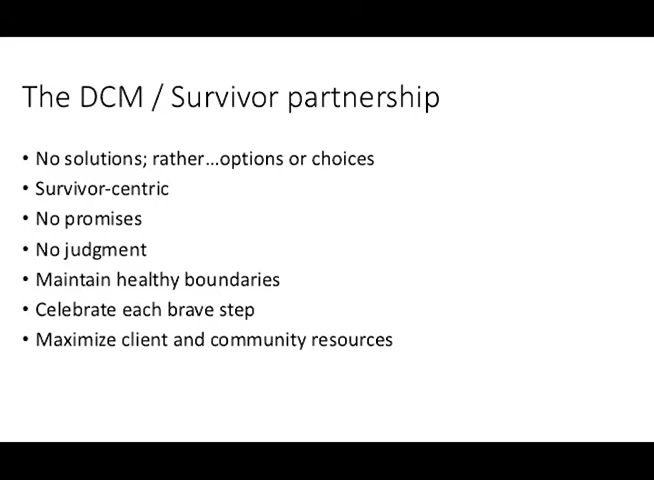 The DCM / Survivor partnership
• No solutions; rather…options or choices
• Survivor-centric
• No promises
• No judgment
• Maintain healthy boundaries
• Celebrate each brave step
• Maximize client and community resources